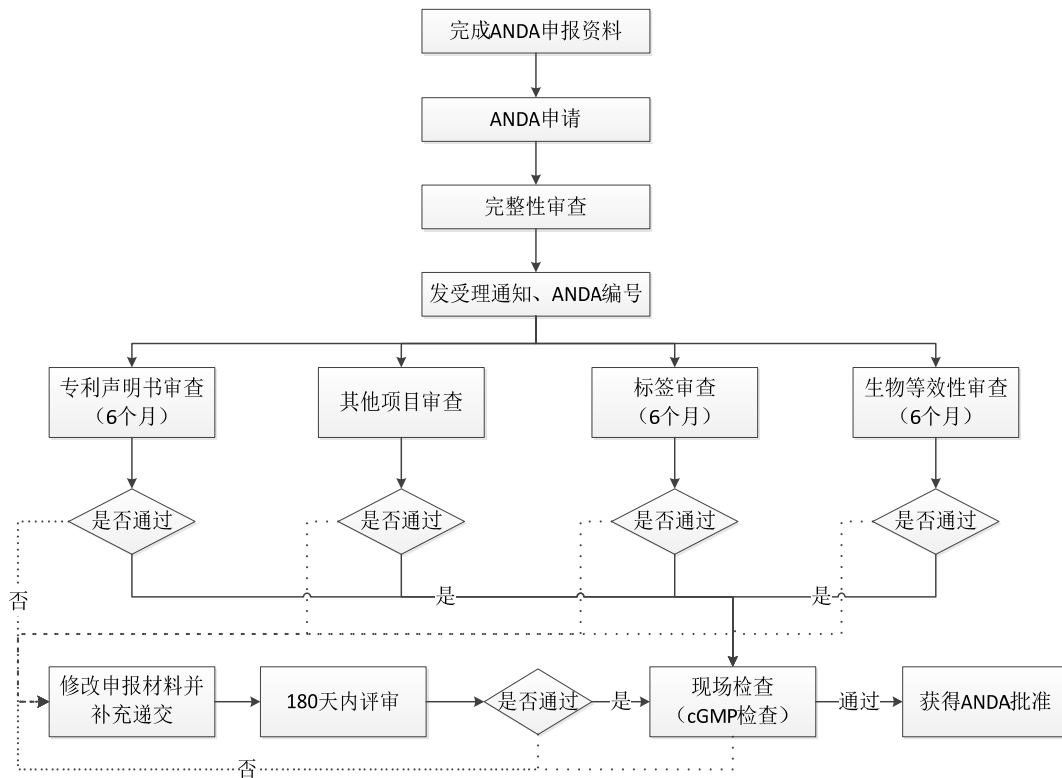 完成ANDA申报资料
ANDA申请
完整性审查
发受理通知、ANDA编号
专利声明书审查
（6个月）
其他项目审查
标签审查
（6个月）
生物等效性审查
（6个月）
是否通过
是否通过
是否通过
是否通过
否
是
是
修改申报材料并
补充递交
180天内评审
是否通过
是
现场检查
（cGMP检查）
通过
获得ANDA批准
否